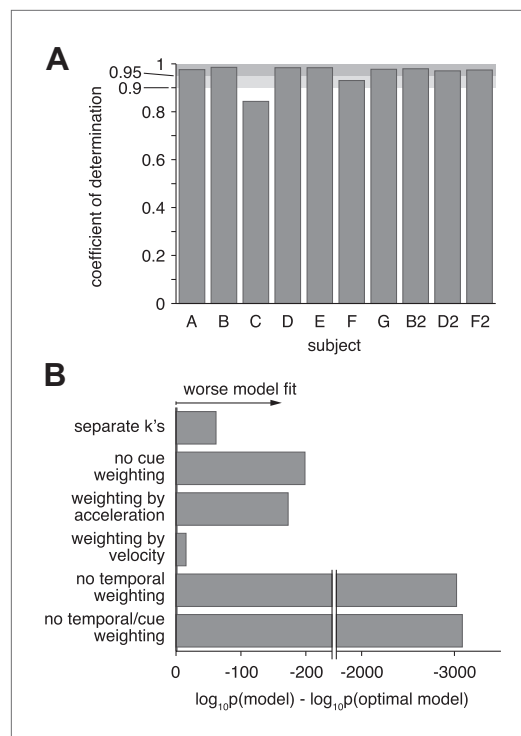 A
1
0.95
0.9
0.8
0.6
0.4
0.2
0
coefficient of determination
A B C D E F G B2 D2 F2
subject
B
worse model fit
separate k's
no cue
weighting
weighting by
acceleration
weighting by
velocity
no temporal
weighting
no temporal/cue
weighting
0 -100 -200 -2000 -3000
log10p(model) - log10p(optimal model)